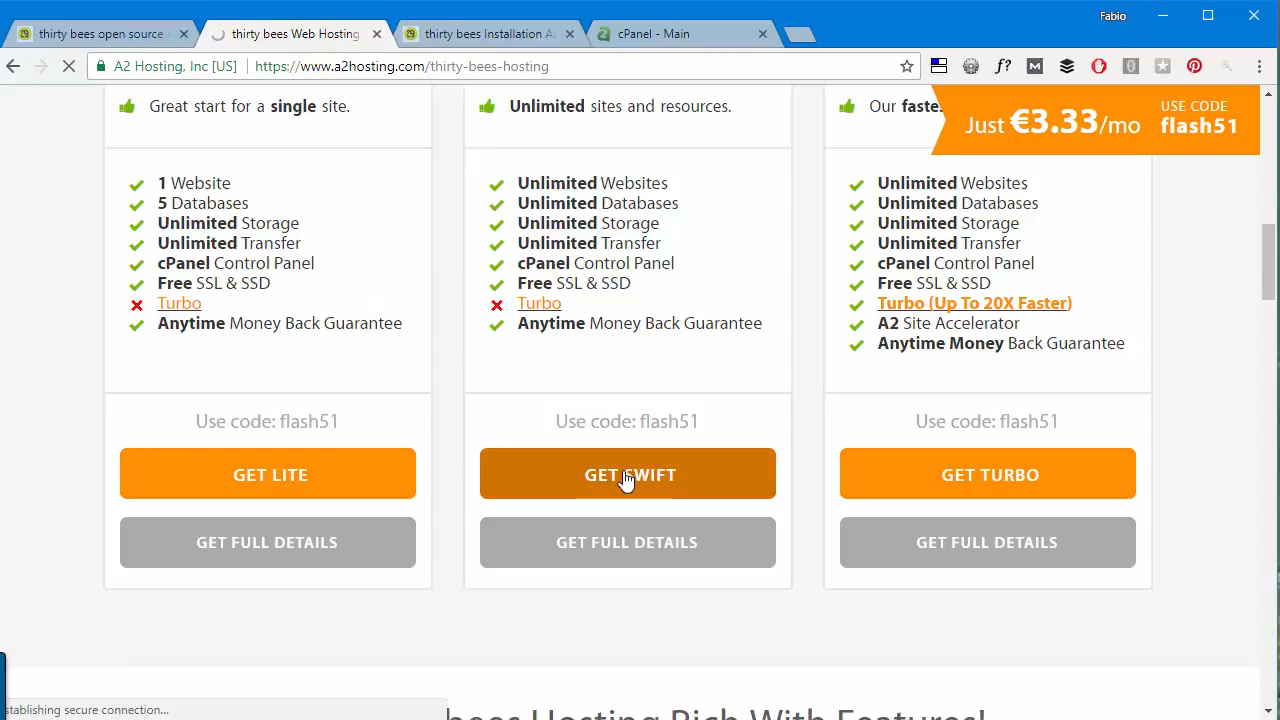 Fabio
thirty bees open source
thirty bees Web Hosting
thirty bees Installation A
cPanel - Main
A2 Hosting, Inc [US]
https://www.a2hosting.com/thirty-bees-hosting
Great start for a single site.
Unlimited sites and resources.
Our fastes
Just €3.33/mo
USE CODE
flash51
1 Website
5 Databases
Unlimited Storage
Unlimited Transfer
cPanel Control Panel
Free SSL & SSD
Turbo
Anytime Money Back Guarantee
Use code: flash51
GET LITE
GET FULL DETAILS
Unlimited Websites
Unlimited Databases
Unlimited Storage
Unlimited Transfer
cPanel Control Panel
Free SSL & SSD
Turbo
Anytime Money Back Guarantee
Use code: flash51
GET SWIFT
GET FULL DETAILS
Unlimited Websites
Unlimited Databases
Unlimited Storage
Unlimited Transfer
cPanel Control Panel
Free SSL & SSD
Turbo (Up To 20X Faster)
A2 Site Accelerator
Anytime Money Back Guarantee
Use code: flash51
GET TURBO
GET FULL DETAILS
bees Hosting Rich With Features!
stablishing secure connection...